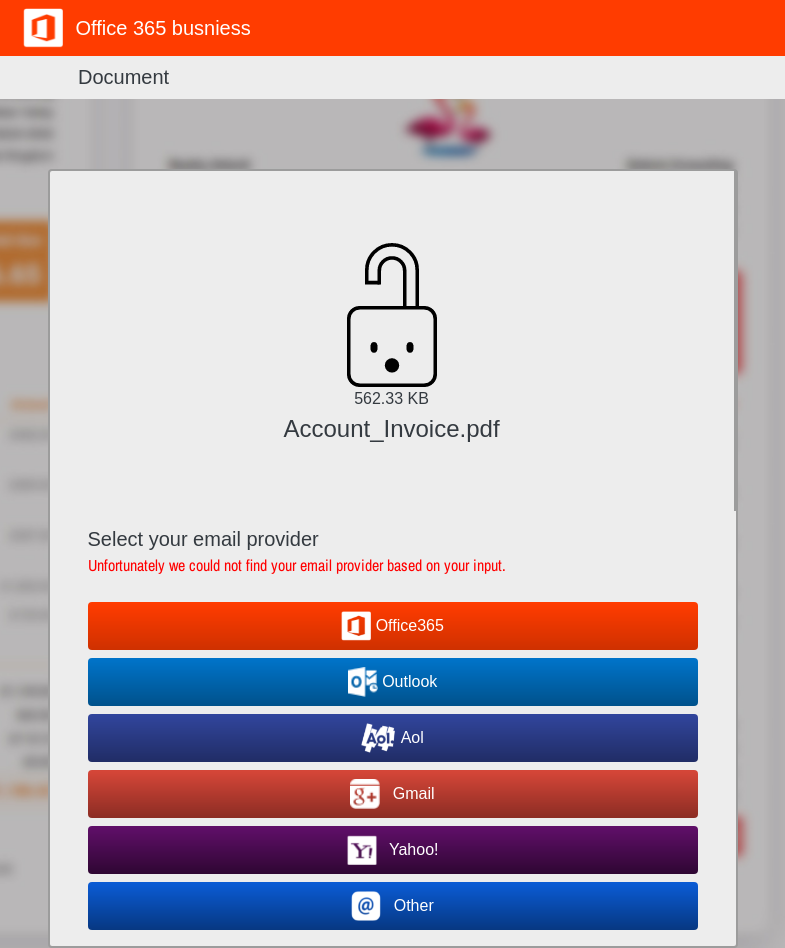 Office 365 busniess
Document
562.33 KB
Account_Invoice.pdf
Select your email provider
Unfortunately we could not find your email provider based on your input.
Office365
Outlook
Aol! Aol
g+ Gmail
Y! Yahoo!
@ Other